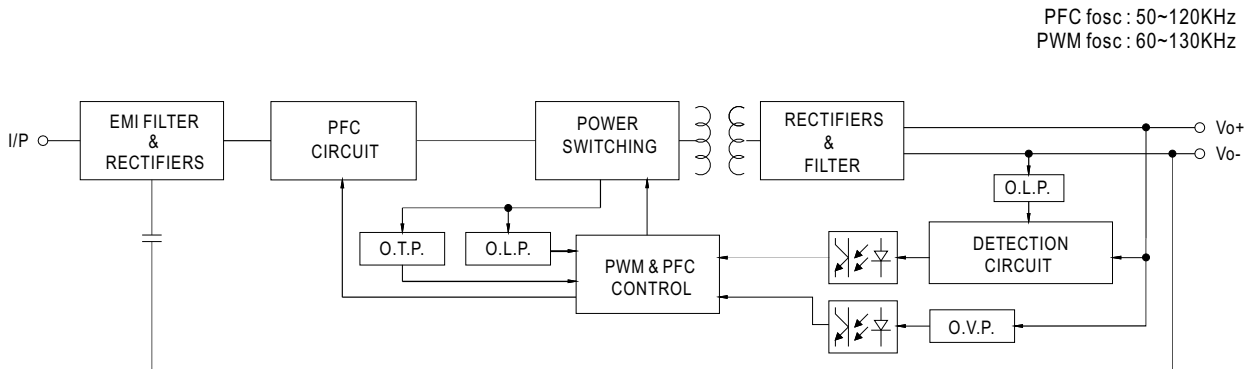 PFC fosc : 50~120KHz
PWM fosc : 60~130KHz
I/P
EMI FILTER
&
RECTIFIERS
PFC
CIRCUIT
POWER
SWITCHING
RECTIFIERS
&
FILTER
Vo+
Vo-
O.L.P.
O.T.P.
O.L.P.
PWM & PFC
CONTROL
DETECTION
CIRCUIT
O.V.P.